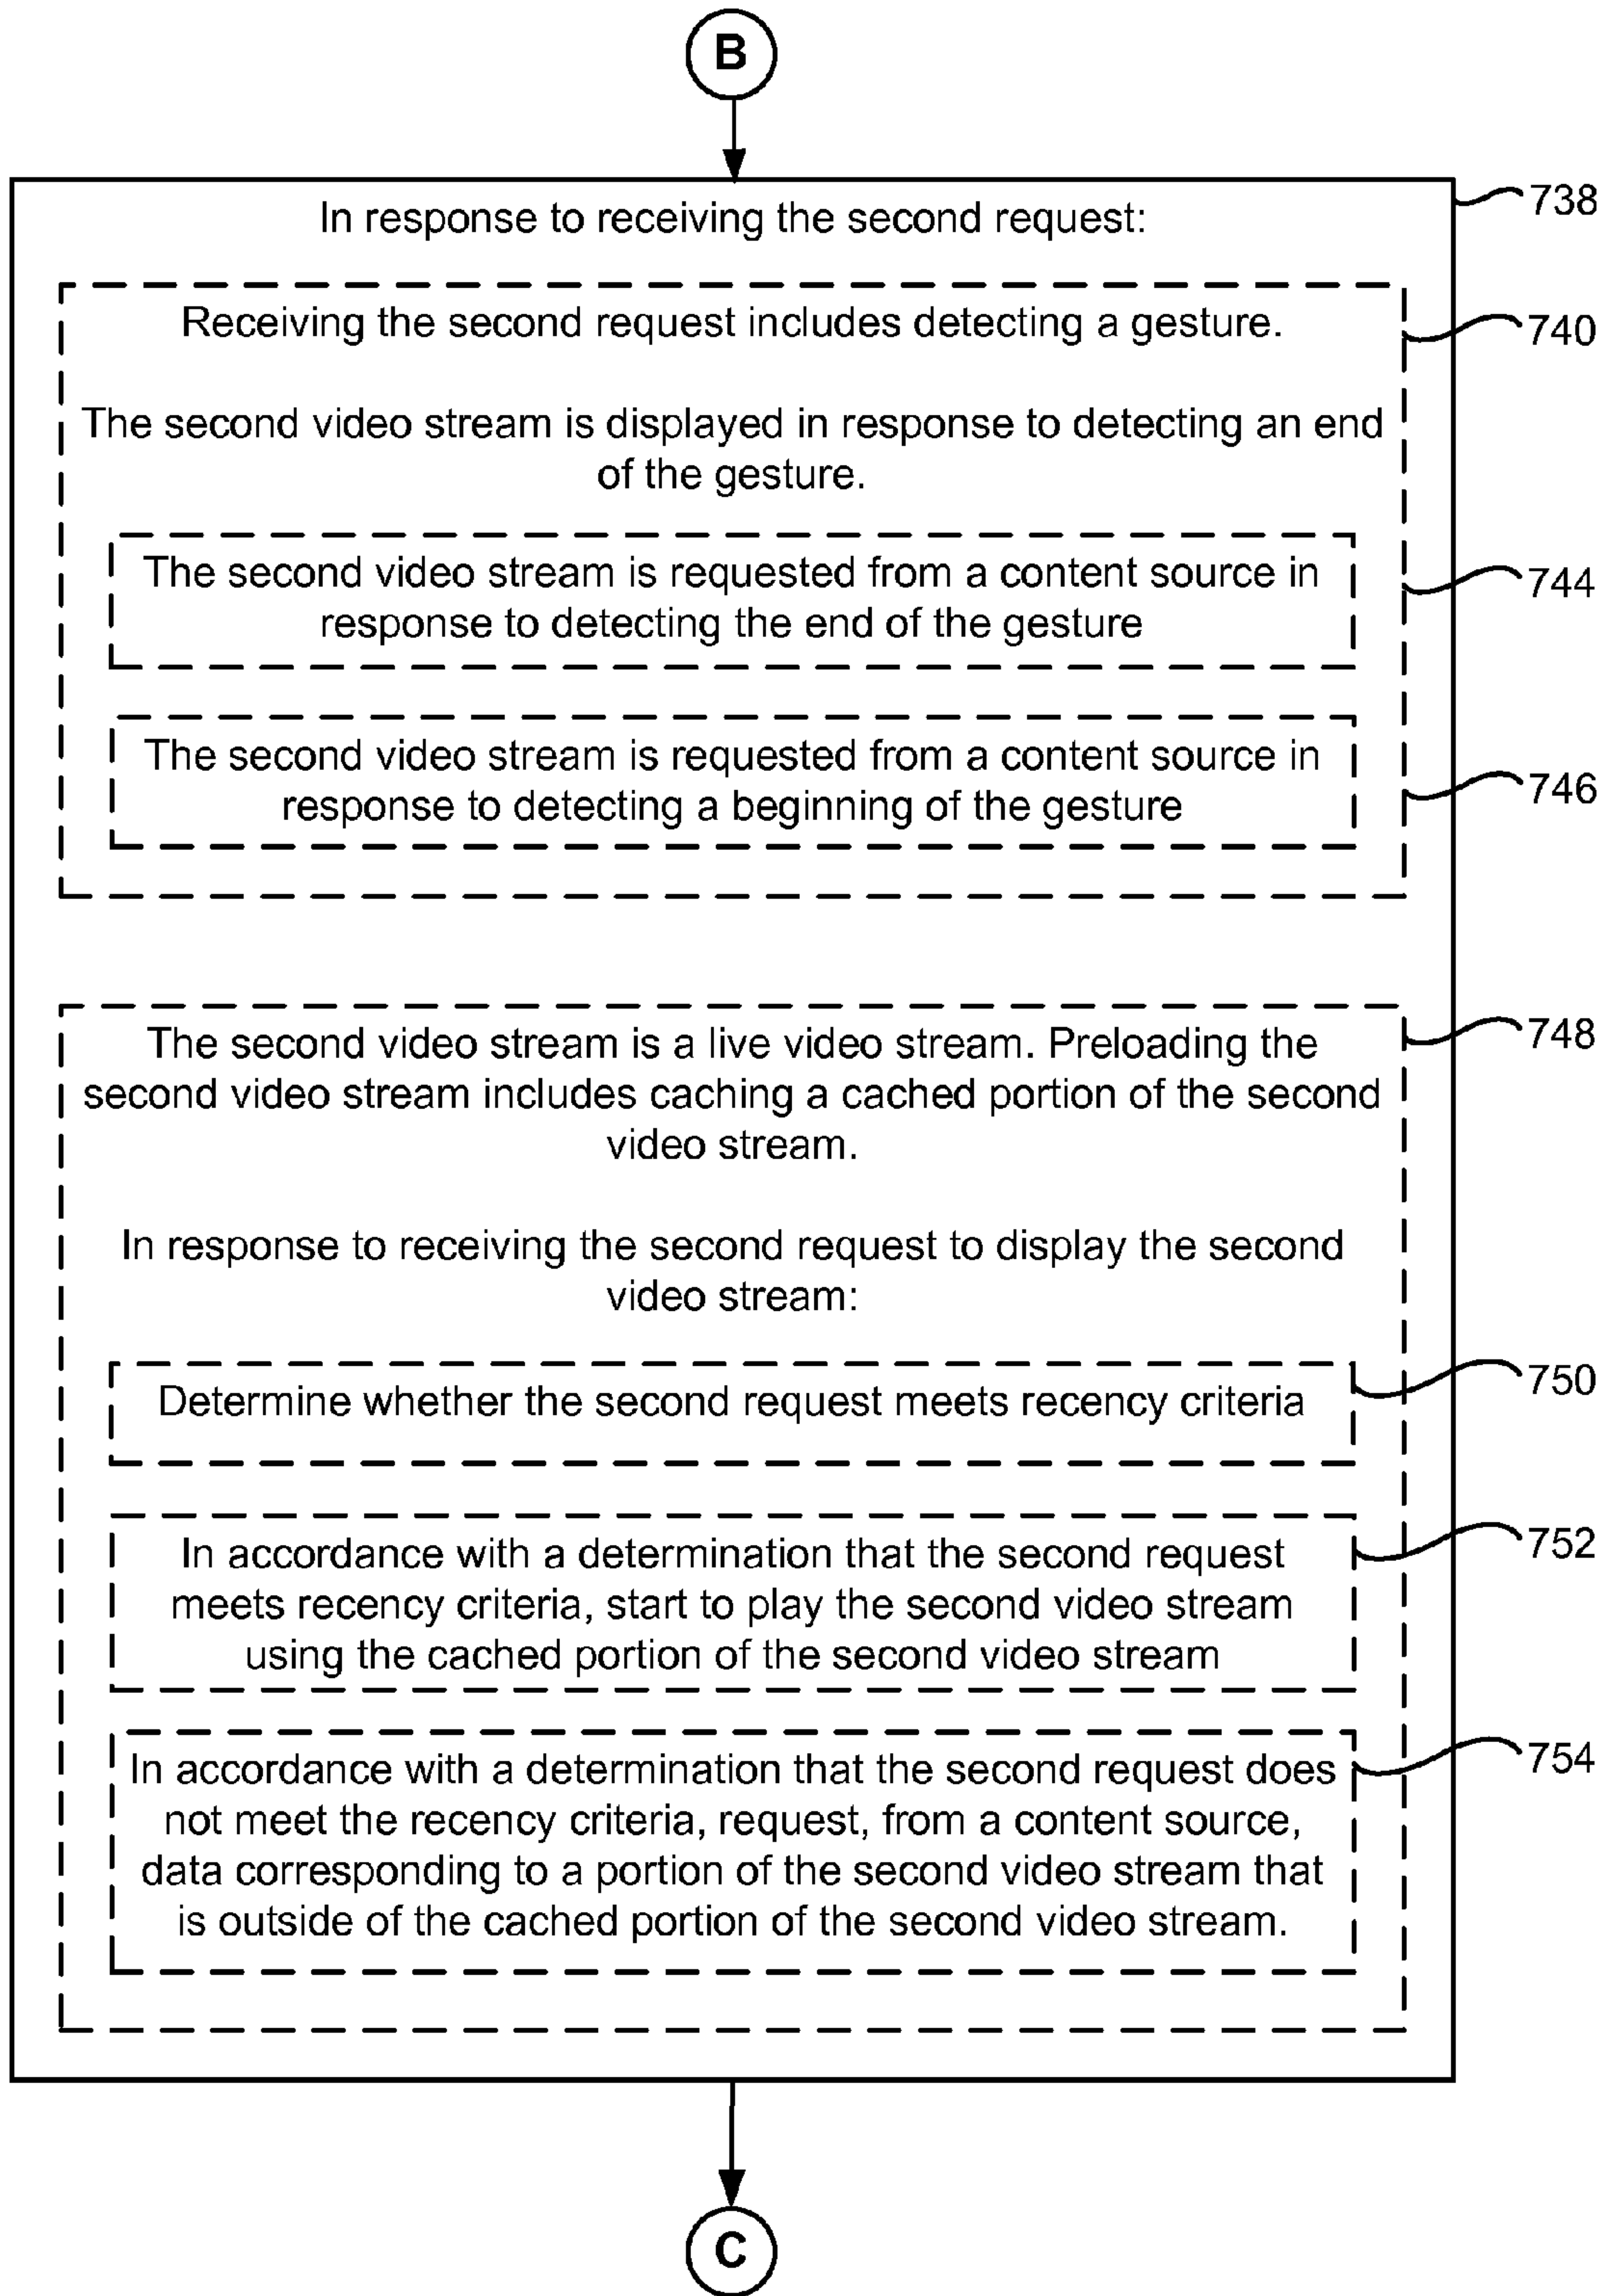 B
In response to receiving the second request:
738
Receiving the second request includes detecting a gesture.
740
The second video stream is displayed in response to detecting an end
of the gesture.
The second video stream is requested from a content source in
response to detecting the end of the gesture
744
The second video stream is requested from a content source in
response to detecting a beginning of the gesture
746
The second video stream is a live video stream. Preloading the
second video stream includes caching a cached portion of the second
video stream.
748
In response to receiving the second request to display the second
video stream:
Determine whether the second request meets recency criteria
750
In accordance with a determination that the second request
meets recency criteria, start to play the second video stream
using the cached portion of the second video stream
752
In accordance with a determination that the second request does
not meet the recency criteria, request, from a content source,
data corresponding to a portion of the second video stream that
is outside of the cached portion of the second video stream.
754
C